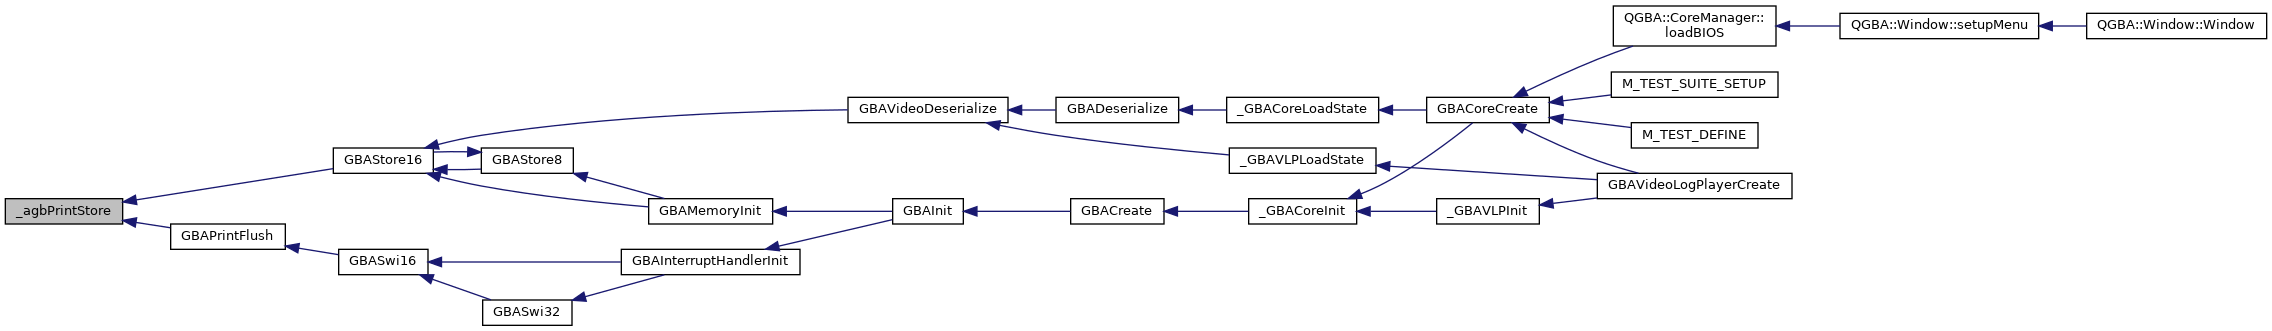 _agbPrintStore
GBAStore16
GBAPrintFlush
GBAStore8
GBASwi16
GBASwi32
GBAVideoDeserialize
GBAMemoryInit
GBAInterruptHandlerInit
GBAInit
GBADeserialize
GBACreate
_GBACoreLoadState
_GBAVLPLoadState
_GBACoreInit
GBACoreCreate
_GBAVLPInit
QGBA::CoreManager::
loadBIOS
M_TEST_SUITE_SETUP
M_TEST_DEFINE
GBAVideoLogPlayerCreate
QGBA::Window::setupMenu
QGBA::Window::Window